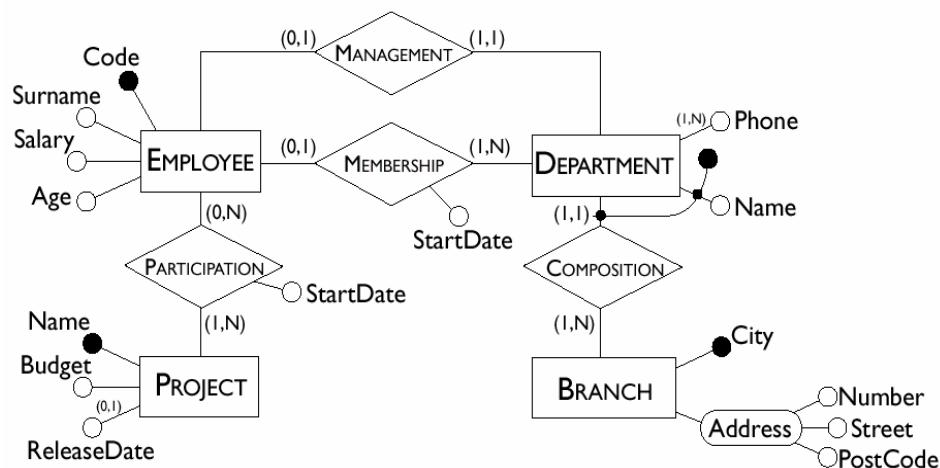 (0,1) MANAGEMENT (1,1)
Code
Surname
Salary
Age
EMPLOYEE
(0,1) MEMBERSHIP (1,N)
StartDate
DEPARTMENT
(1,N) Phone
Name
(0,N)
PARTICIPATION
StartDate
(1,N)
(1,1)
COMPOSITION
(1,N)
Name
Budget
(0,1)
ReleaseDate
PROJECT
BRANCH
City
Address
Number
Street
PostCode